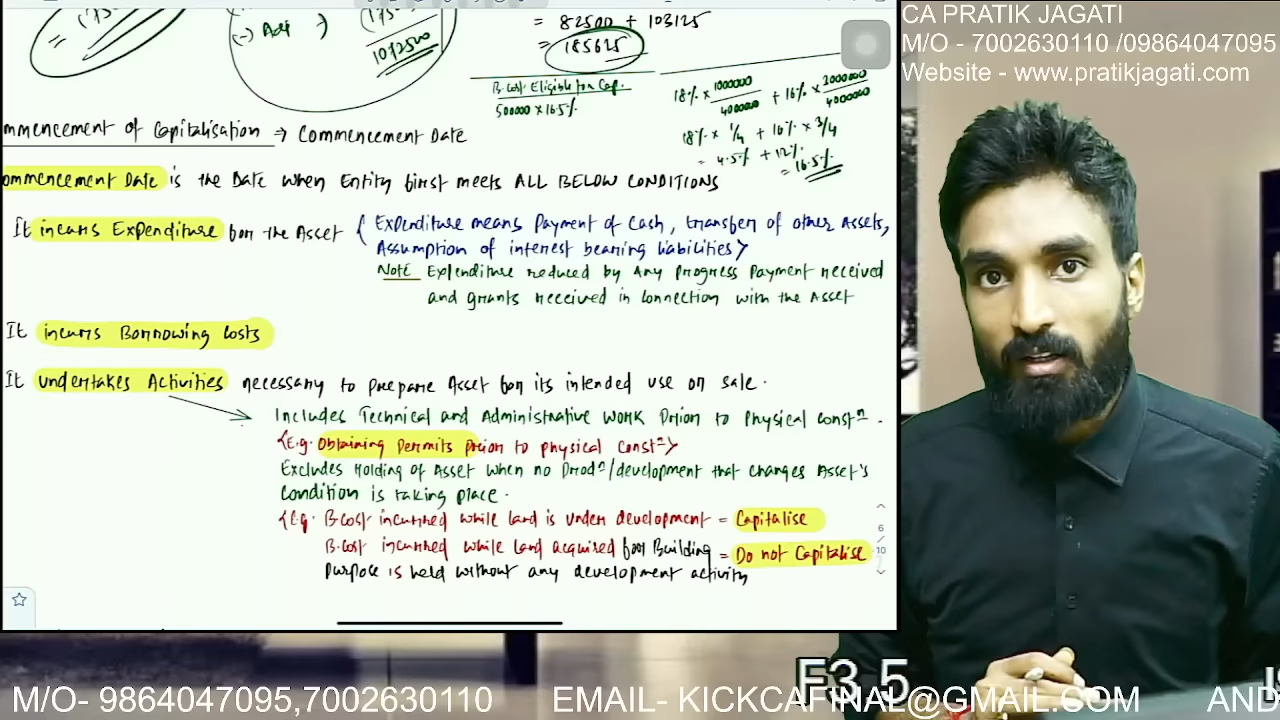 CA PRATIK JAGATI
M/O - 7002630110 /09864047095
Website - www.pratikjagati.com
= 82500 + 103125
= 185625
(-) Adj
1012500
B.Cost Eligible for Cap.
500000 × 16.5%
18% × 1000000/4000000 + 16% × 3000000/4000000
18% × 1/4 + 16% × 3/4
= 4.5% + 12%
= 16.5%
mmencement of Capitalisation → Commencement Date
ommencement Date is the Date when Entity first meets ALL BELOW CONDITIONS
It incurs Expenditure for the Asset { Expenditure means Payment of Cash, transfer of other Assets,
Assumption of interest bearing liabilities }
Note Expenditure reduced by Any Progress Payment received
and grants received in connection with the Asset
It incurs Borrowing Costs
It undertakes Activities necessary to prepare Asset for its intended use or sale.
Includes Technical and Administrative work Prior to Physical constn.
{E.g. Obtaining Permits prior to physical constn}
Excludes Holding of Asset when no Prodn/development that changes Asset's
Condition is taking place.
{Eg. B.Cost incurred while land is under development = Capitalise
B.Cost incurred while land acquired for Building = Do not Capitalise
Purpose is held without any development activity
6
10
F3.5
M/O- 9864047095,7002630110 EMAIL- KICKCAFINAL@GMAIL.COM AND